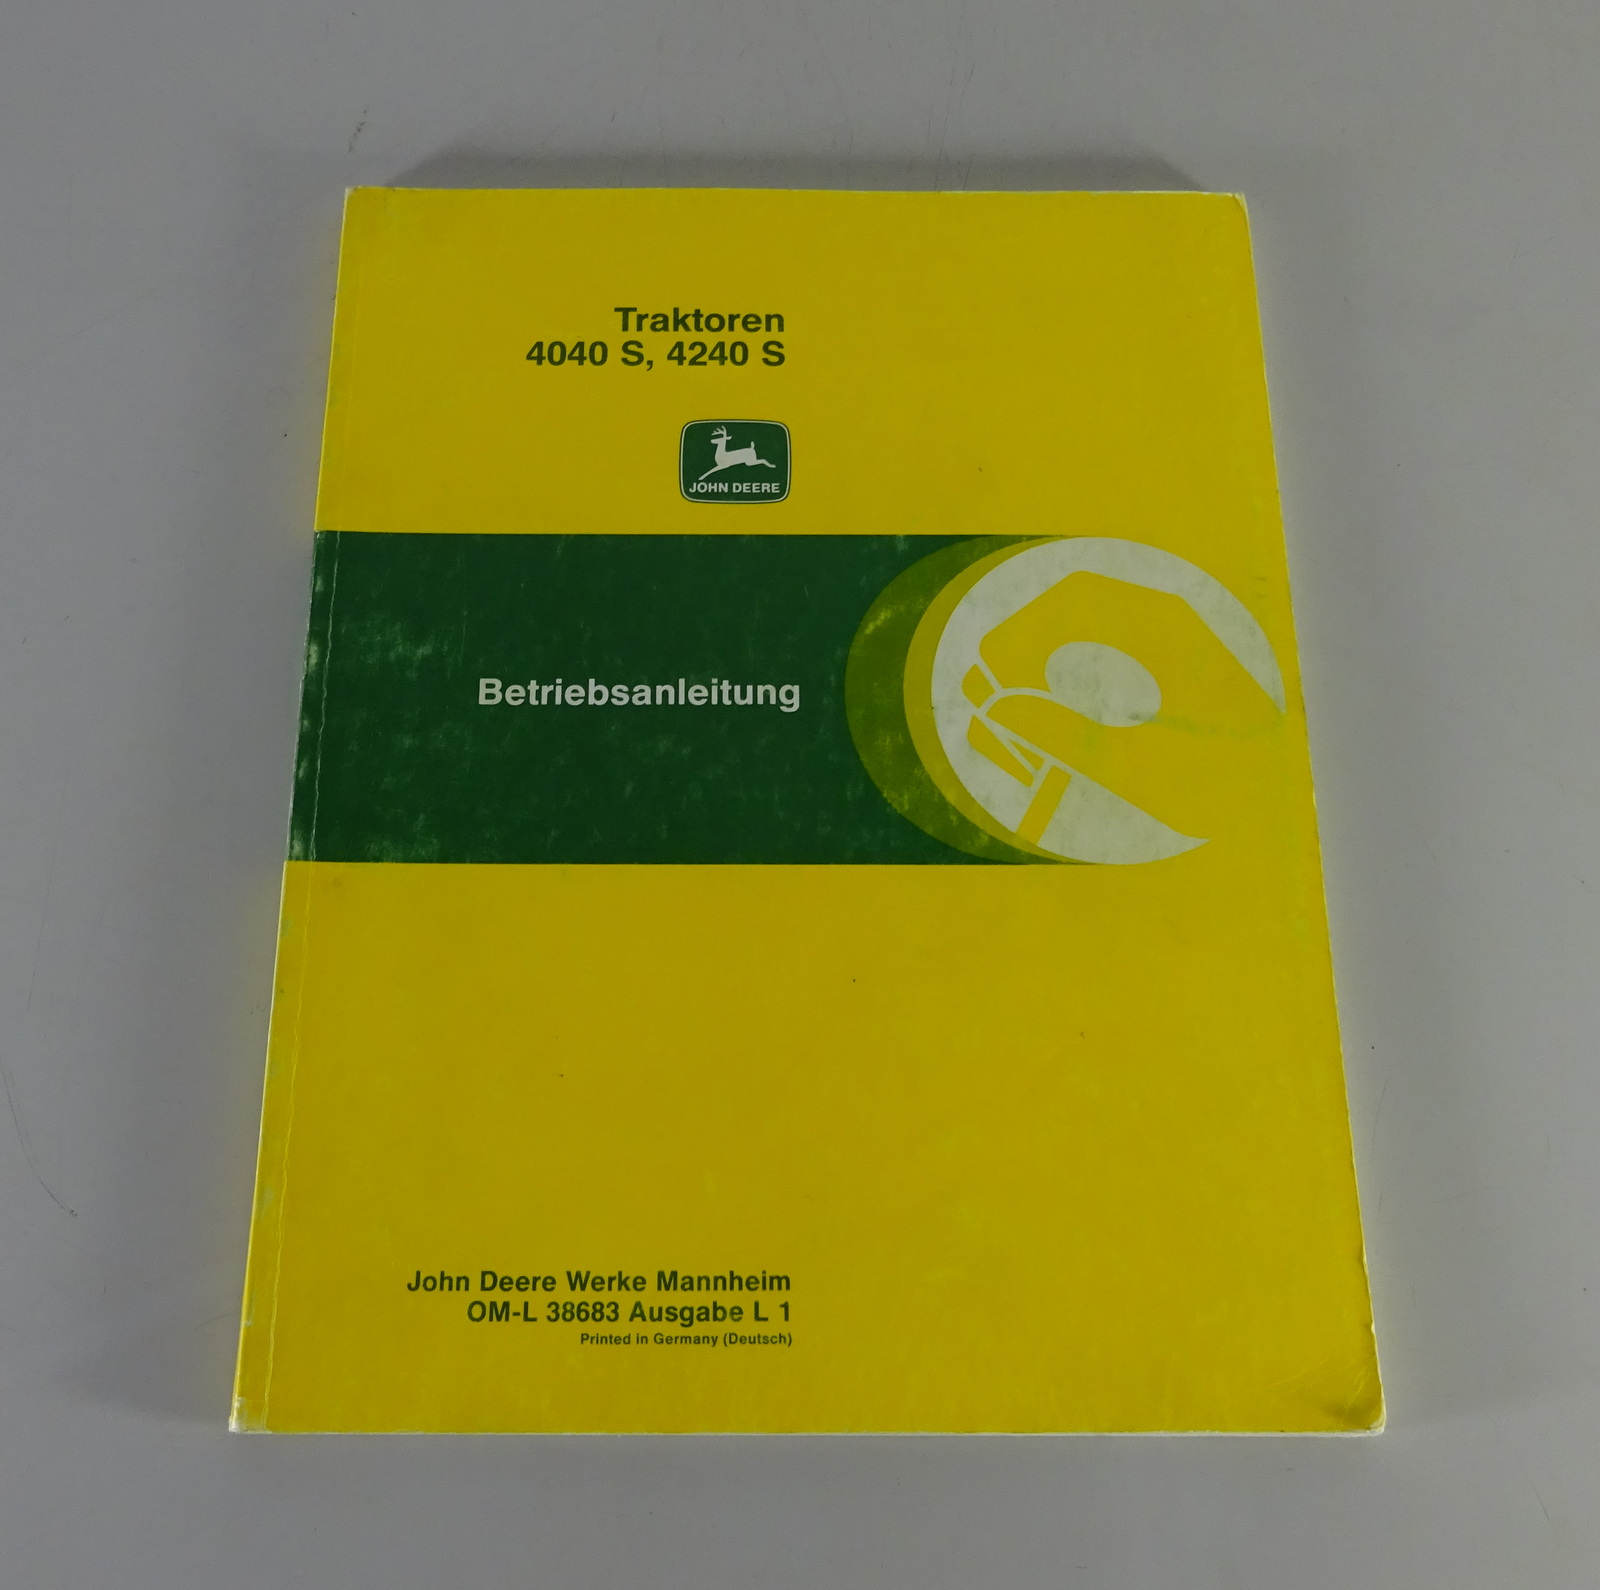 Traktoren
4040 S, 4240 S
JOHN DEERE
Betriebsanleitung
John Deere Werke Mannheim
OM-L 38683 Ausgabe L 1
Printed in Germany (Deutsch)